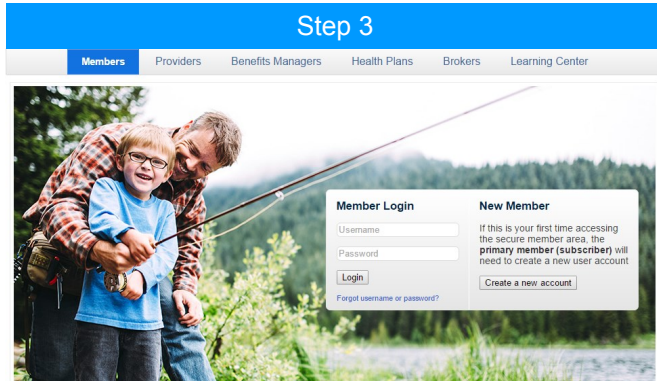 Step 3
Members Providers Benefits Managers Health Plans Brokers Learning Center
Member Login
Username
Password
Login
Forgot username or password?
New Member
If this is your first time accessing
the secure member area, the
primary member (subscriber) will
need to create a new user account
Create a new account